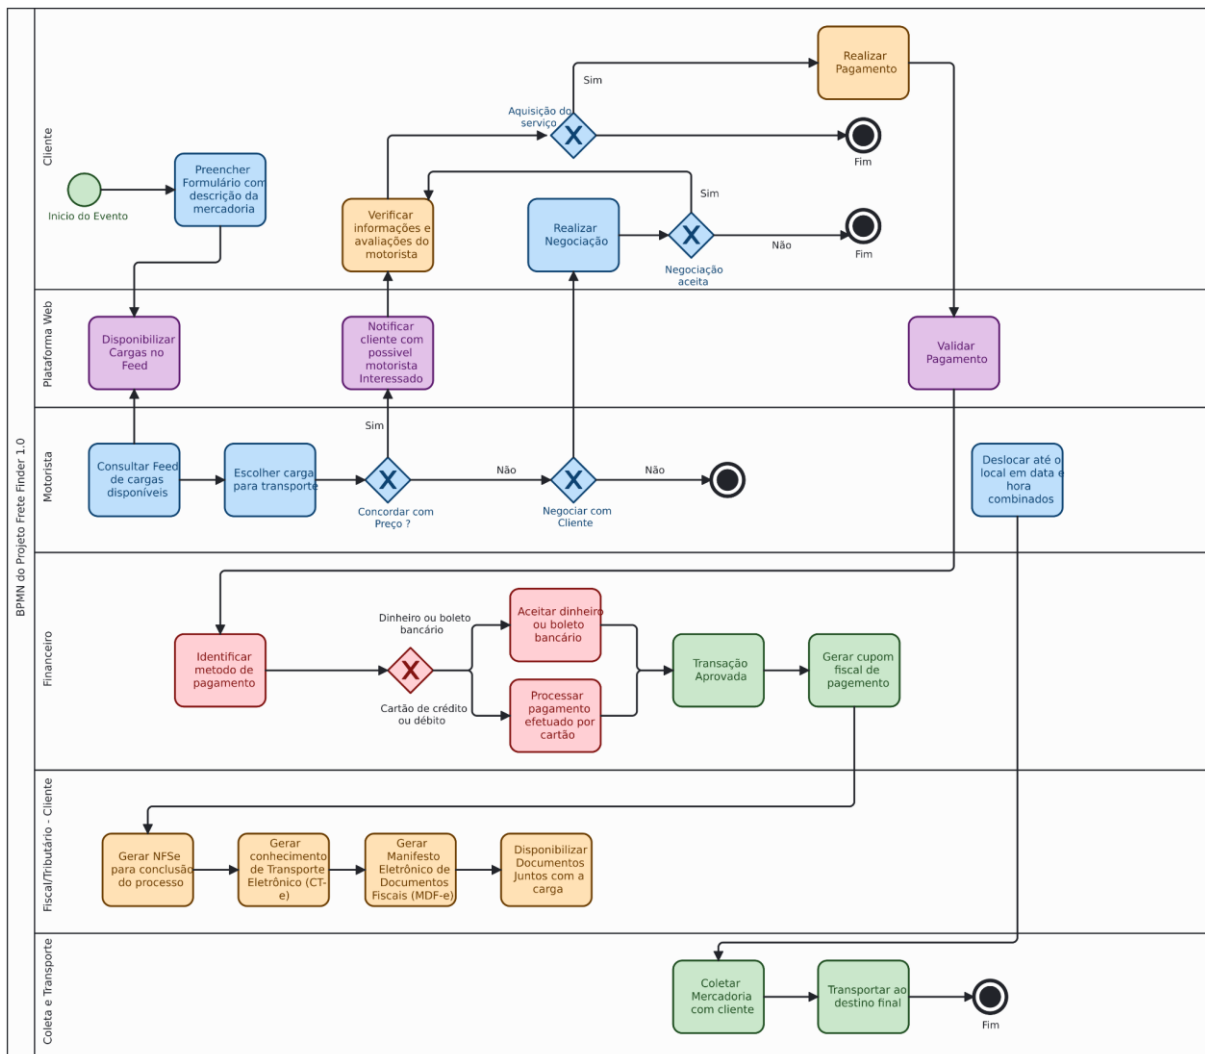 BPMN do Projeto Frete Finder 1.0
Cliente
Inicio do Evento
Preencher
Formulário com
descrição da
mercadoria
Verificar
informações e
avaliações do
motorista
Aquisição do
serviço
Sim
Realizar
Pagamento
Fim
Realizar
Negociação
Sim
Não
Negociação
aceita
Fim
Plataforma Web
Disponibilizar
Cargas no
Feed
Notificar
cliente com
possivel
motorista
Interessado
Validar
Pagamento
Motorista
Consultar Feed
de cargas
disponíveis
Escolher carga
para transporte
Sim
Concordar com
Preço ?
Não
Negociar com
Cliente
Não
Deslocar até o
local em data e
hora
combinados
Financeiro
Identificar
metodo de
pagamento
Dinheiro ou boleto
bancário
Cartão de crédito
ou débito
Aceitar dinheiro
ou boleto
bancário
Processar
pagamento
efetuado por
cartão
Transação
Aprovada
Gerar cupom
fiscal de
pagemento
Fiscal/Tributário - Cliente
Gerar NFSe
para conclusão
do processo
Gerar
conhecimento
de Transporte
Eletrônico (CT-
e)
Gerar
Manifesto
Eletrônico de
Documentos
Fiscais (MDF-e)
Disponibilizar
Documentos
Juntos com a
carga
Coleta e Transporte
Coletar
Mercadoria
com cliente
Transportar ao
destino final
Fim